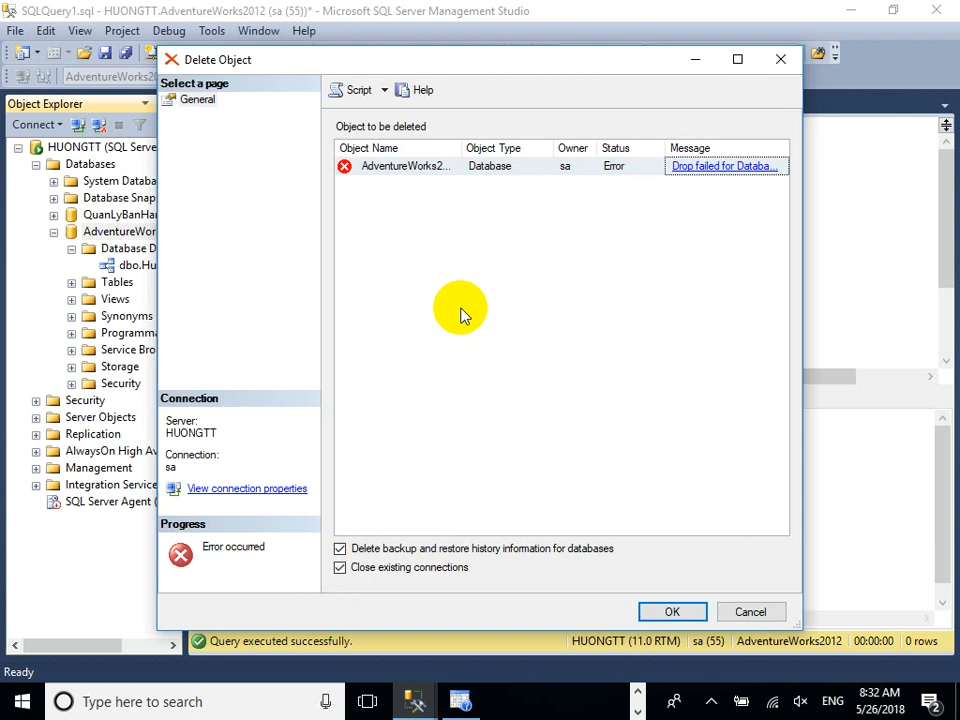 SQLQuery1.sql - HUONGTT.AdventureWorks2012 (sa (55))* - Microsoft SQL Server Management Studio
File Edit View Project Debug Tools Window Help
AdventureWorks20
Object Explorer
Connect
HUONGTT (SQL Serve
Databases
System Databa
Database Snap
QuanLyBanHan
AdventureWor
Database D
dbo.Hu
Tables
Views
Synonyms
Programma
Service Bro
Storage
Security
Security
Server Objects
Replication
AlwaysOn High Av
Management
Integration Service
SQL Server Agent (
Delete Object
Select a page
General
Script Help
Object to be deleted
Object Name Object Type Owner Status Message
AdventureWorks2... Database sa Error Drop failed for Databa...
Connection
Server:
HUONGTT
Connection:
sa
View connection properties
Progress
Error occurred
Delete backup and restore history information for databases
Close existing connections
OK Cancel
Query executed successfully. HUONGTT (11.0 RTM) sa (55) AdventureWorks2012 00:00:00 0 rows
Ready
Type here to search
ENG
8:32 AM
5/26/2018
2